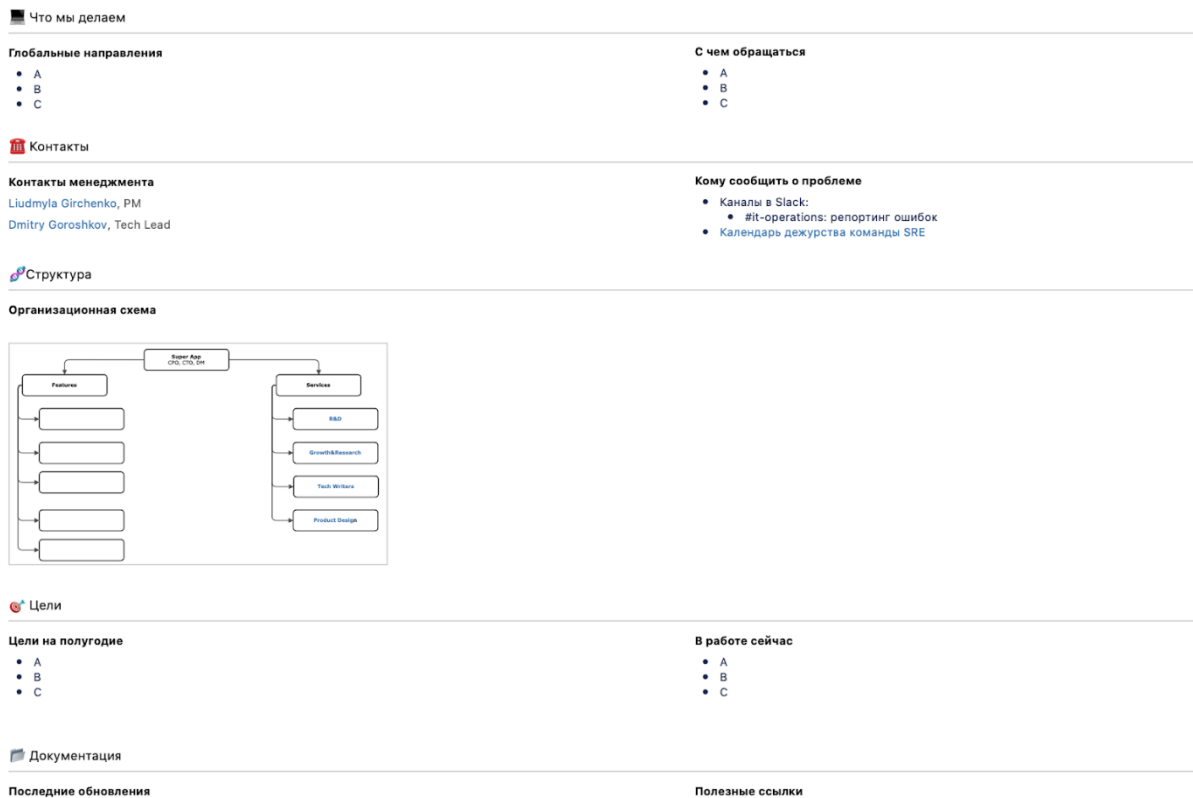 Что мы делаем
Глобальные направления
A
B
C
С чем обращаться
A
B
C
Контакты
Контакты менеджмента
Liudmyla Girchenko, PM
Dmitry Goroshkov, Tech Lead
Кому сообщить о проблеме
Каналы в Slack:
#it-operations: репортинг ошибок
Календарь дежурства команды SRE
Структура
Организационная схема
Super App
CPO, CTO, DM
Features
Services
R&D
Growth&Research
Tech Writers
Product Design
Цели
Цели на полугодие
A
B
C
В работе сейчас
A
B
C
Документация
Последние обновления
Полезные ссылки